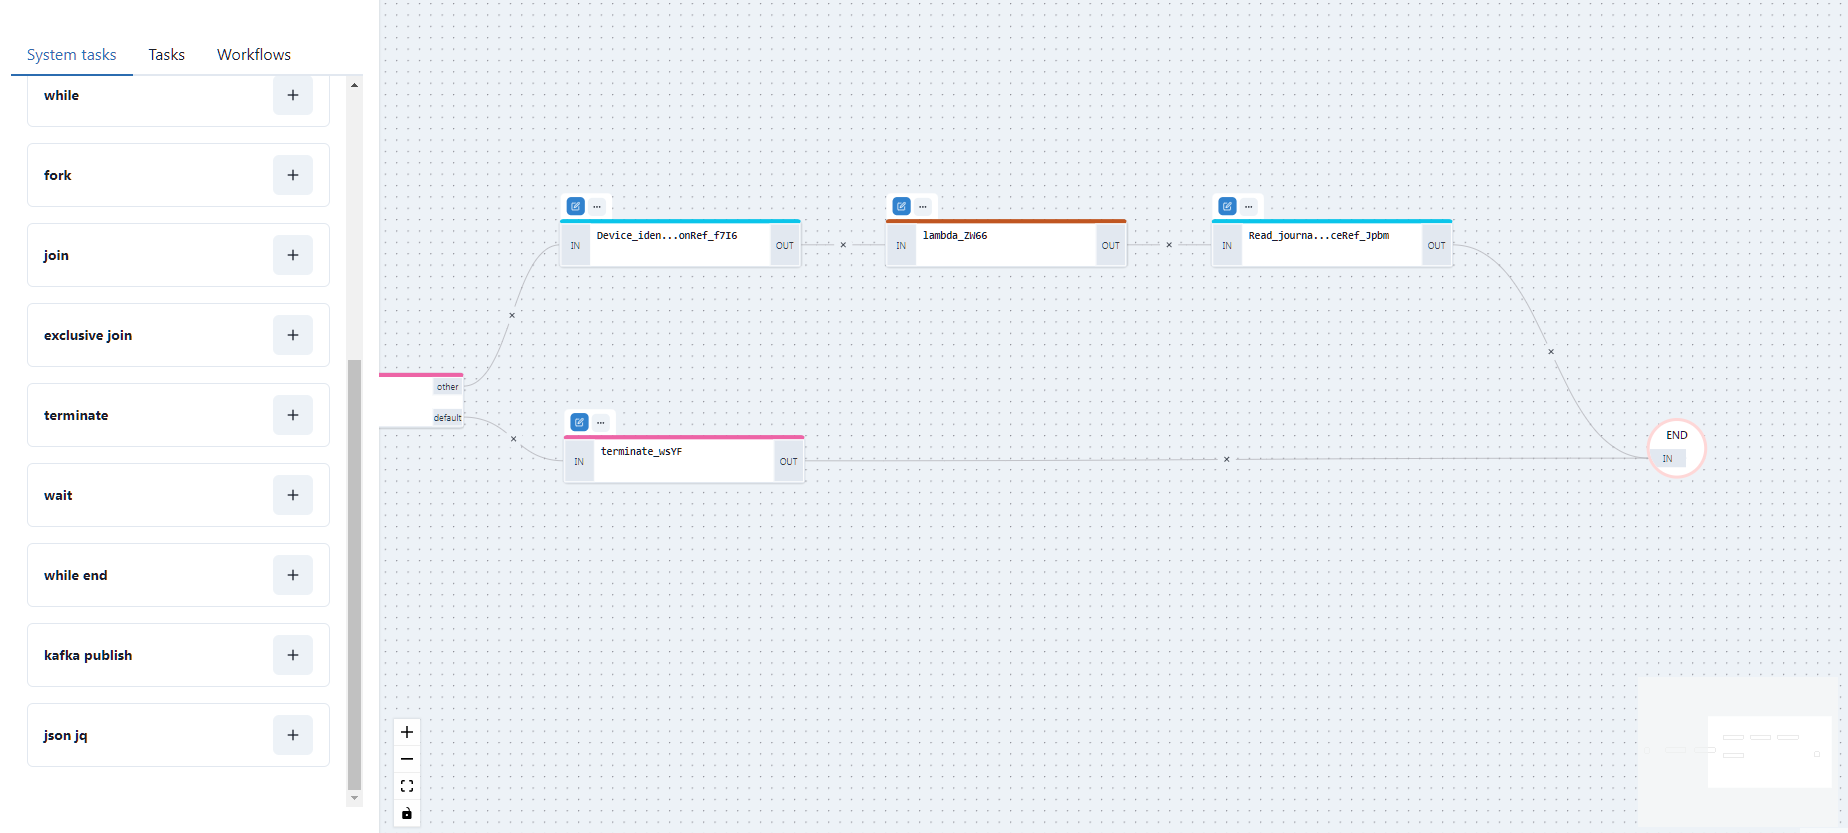 System tasks Tasks Workflows
while
fork
join
exclusive join
terminate
wait
while end
kafka publish
json jq
IN Device_iden...onRef_f7I6 OUT
IN lambda_ZW66 OUT
IN Read_journa...ceRef_Jpbm OUT
other
default
IN terminate_wsYF OUT
END
IN